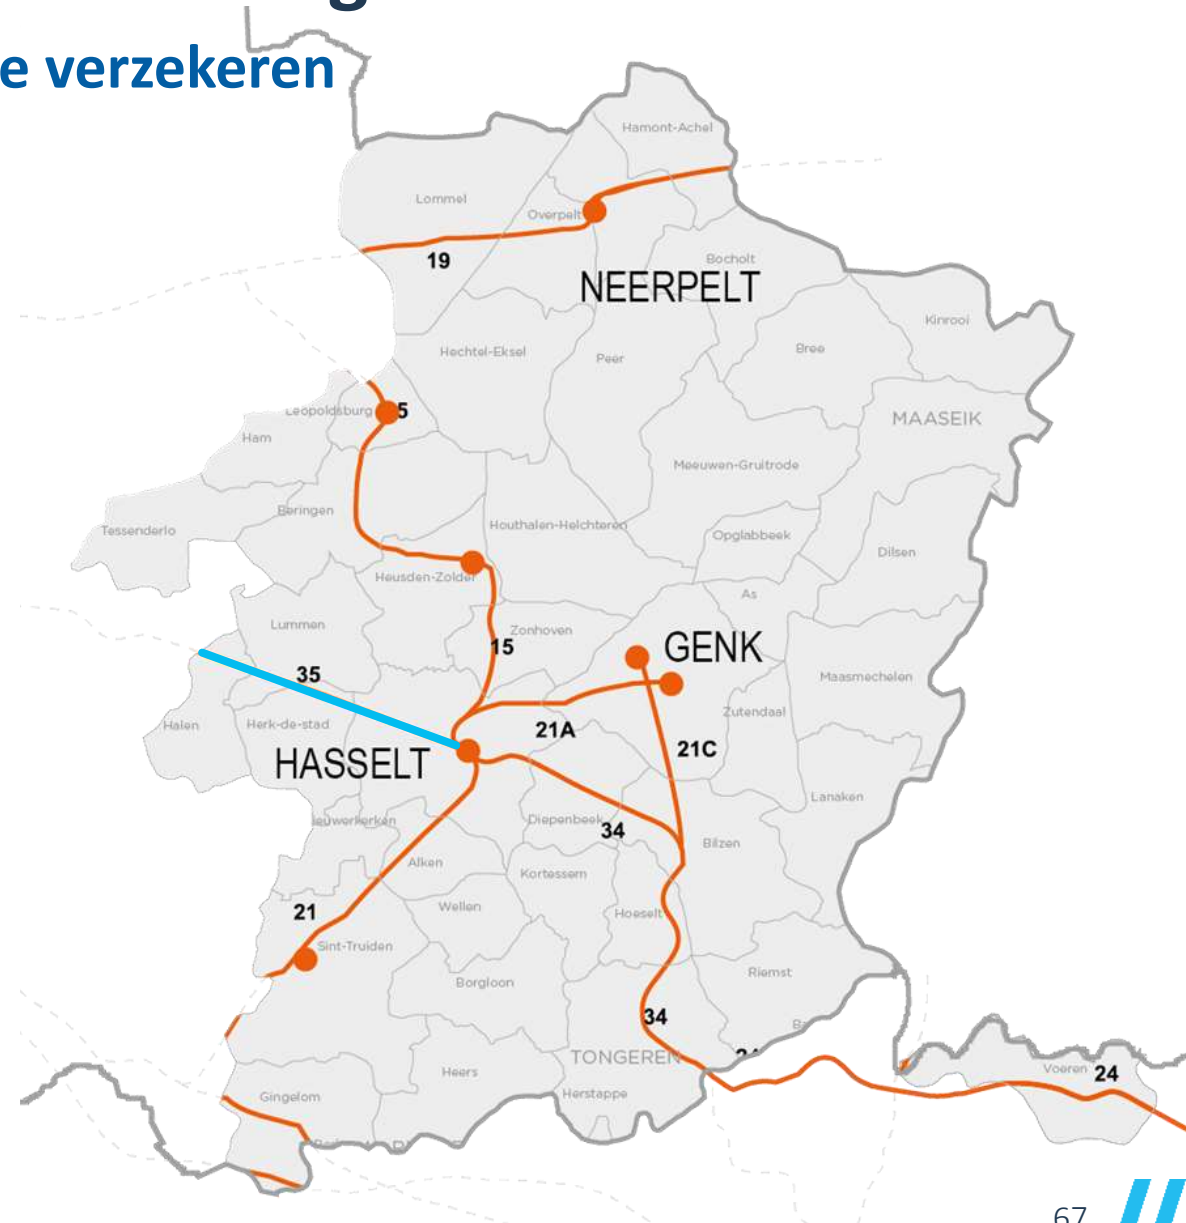 e verzekeren
Hamont-Achel
Lommel
Overpelt
19
Bocholt
NEERPELT
Kinrooi
Hechtel-Eksel
Peer
Bree
Leopoldsburg
5
MAASEIK
Ham
Meeuwen-Gruitrode
Beringen
Tessenderlo
Houthalen-Helchteren
Opglabbeek
Dilsen
Heusden-Zolder
As
Lummen
Zonhoven
15
GENK
35
Maasmechelen
Halen
Herk-de-stad
Zutendaal
21A
21C
HASSELT
Lanaken
ieuwerkerken
Diepenbeek
34
Bilzen
Alken
Kortessem
Wellen
21
Hoeselt
Sint-Truiden
Riemst
Borgloon
34
TONGEREN
Heers
Voeren
24
Gingelom
Herstappe
67